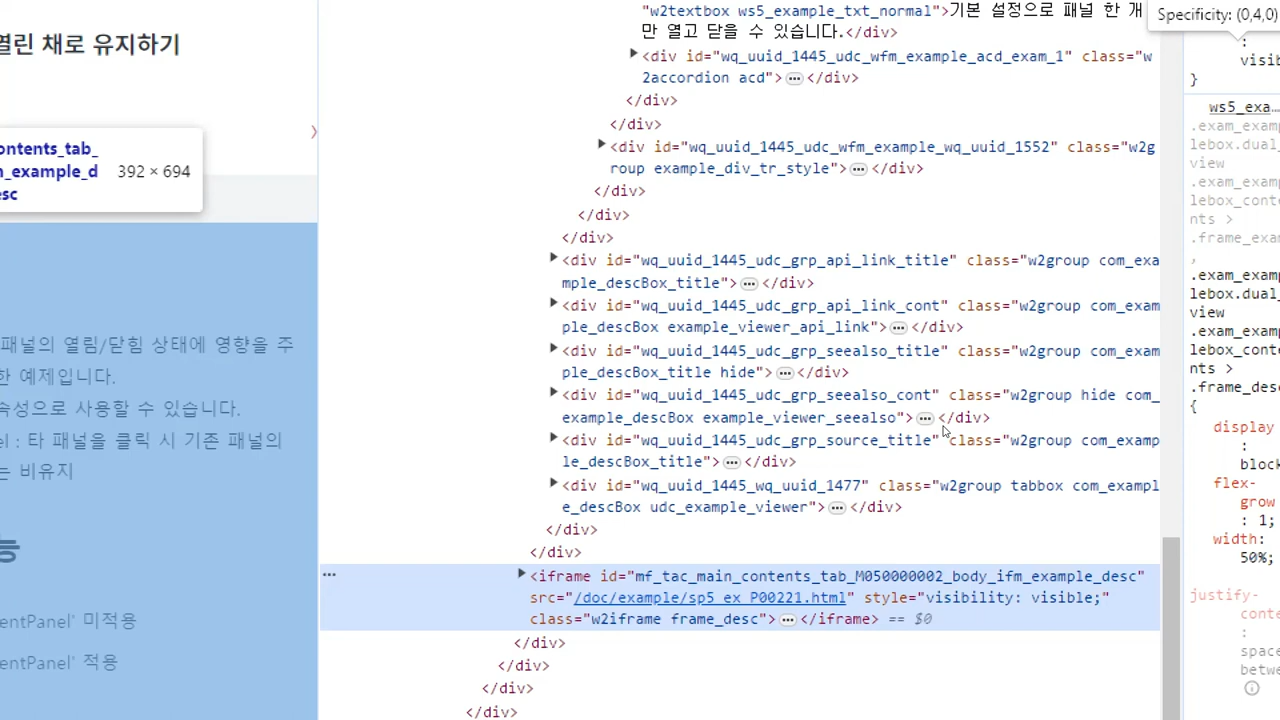 열린 채로 유지하기
ontents_tab_
n_example_d
esc
392 × 694
패널의 열림/닫힘 상태에 영향을 주
한 예제입니다.
속성으로 사용할 수 있습니다.
el : 타 패널을 클릭 시 기존 패널의
는 비유지
능
entPanel' 미적용
entPanel' 적용
"w2textbox ws5_example_txt_normal">기본 설정으로 패널 한 개
만 열고 닫을 수 있습니다.</div>
<div id="wq_uuid_1445_udc_wfm_example_acd_exam_1" class="w
2accordion acd">…</div>
</div>
</div>
<div id="wq_uuid_1445_udc_wfm_example_wq_uuid_1552" class="w2g
roup example_div_tr_style">…</div>
</div>
</div>
</div>
<div id="wq_uuid_1445_udc_grp_api_link_title" class="w2group com_exa
mple_descBox_title">…</div>
<div id="wq_uuid_1445_udc_grp_api_link_cont" class="w2group com_exam
ple_descBox example_viewer_api_link">…</div>
<div id="wq_uuid_1445_udc_grp_seealso_title" class="w2group com_exam
ple_descBox_title hide">…</div>
<div id="wq_uuid_1445_udc_grp_seealso_cont" class="w2group hide com_
example_descBox example_viewer_seealso">…</div>
<div id="wq_uuid_1445_udc_grp_source_title" class="w2group com_examp
le_descBox_title">…</div>
<div id="wq_uuid_1445_wq_uuid_1477" class="w2group tabbox com_exampl
e_descBox udc_example_viewer">…</div>
</div>
</div>
<iframe id="mf_tac_main_contents_tab_M050000002_body_ifm_example_desc"
src="/doc/example/sp5_ex_P00221.html" style="visibility: visible;"
class="w2iframe frame_desc">…</iframe> == $0
</div>
</div>
</div>
</div>
Specificity: (0,4,0)
:
visib
}
ws5_exa…
.exam_examp
lebox.dual_
view
.exam_examp
lebox_conte
nts >
.frame_exam
,
.exam_examp
lebox.dual_
view
.exam_examp
lebox_conte
nts >
.frame_desc
{
display
:
block
flex-
grow
: 1;
width:
50%;
justify-
conte
:
space
betwe